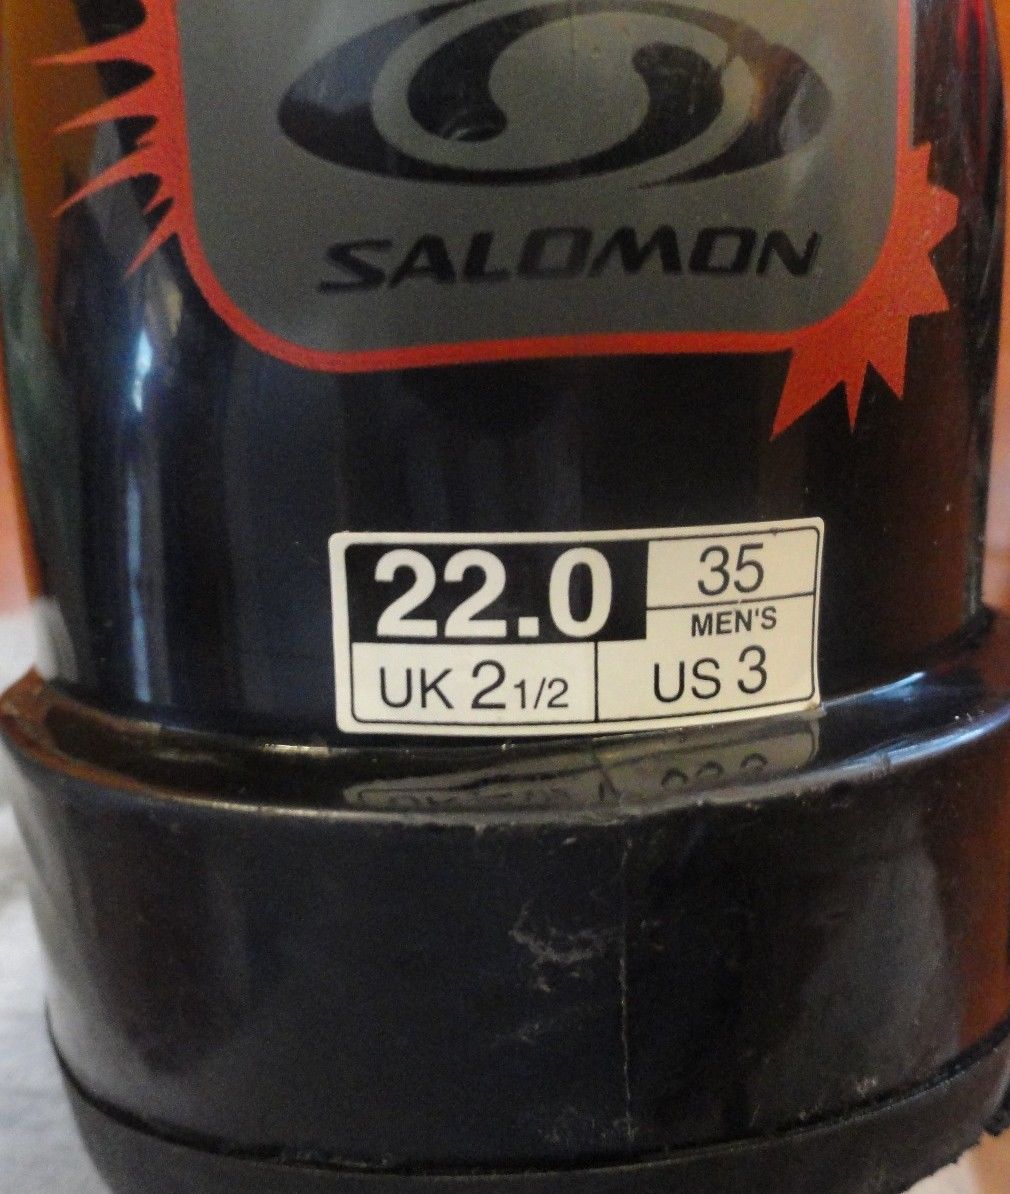 SALOMON
22.0
35
MEN'S
UK 2 1/2
US 3